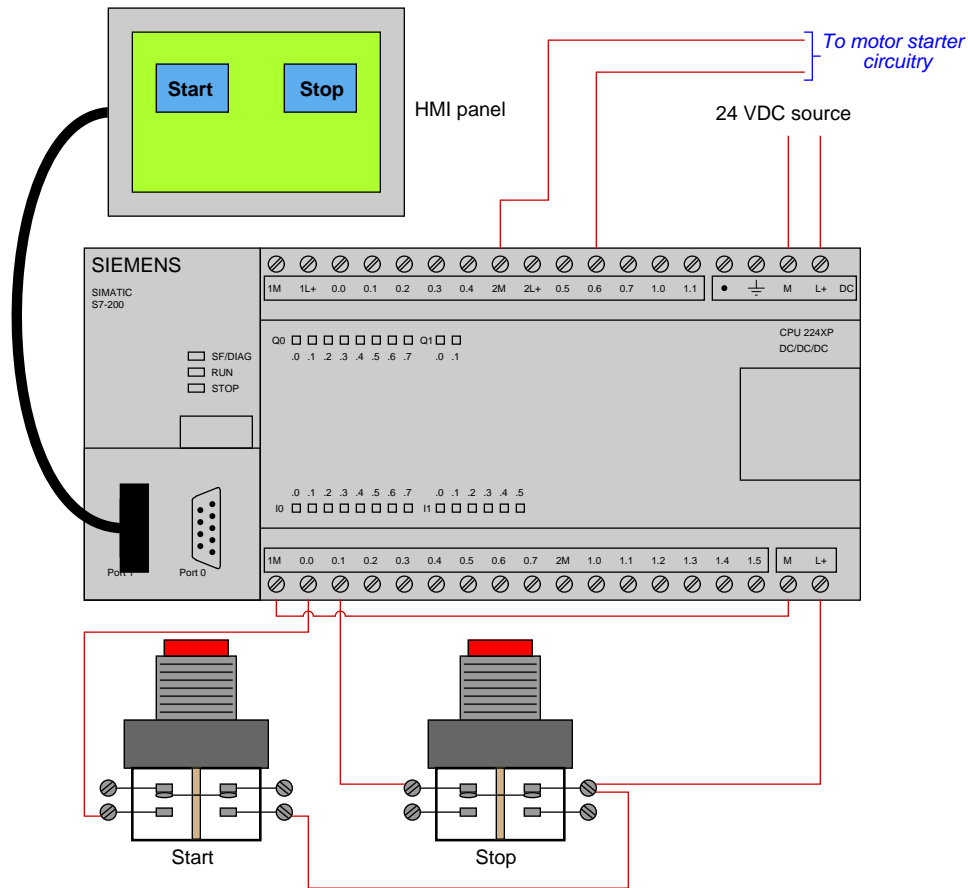 To motor starter
circuitry
Start
Stop
HMI panel
24 VDC source
SIEMENS
SIMATIC
S7-200
1M 1L+ 0.0 0.1 0.2 0.3 0.4 2M 2L+ 0.5 0.6 0.7 1.0 1.1 M L+ DC
CPU 224XP
DC/DC/DC
Q0 Q1
.0 .1 .2 .3 .4 .5 .6 .7 .0 .1
SF/DIAG
RUN
STOP
.0 .1 .2 .3 .4 .5 .6 .7 .0 .1 .2 .3 .4 .5
I0 I1
1M 0.0 0.1 0.2 0.3 0.4 0.5 0.6 0.7 2M 1.0 1.1 1.2 1.3 1.4 1.5 M L+
Port 1 Port 0
Start
Stop